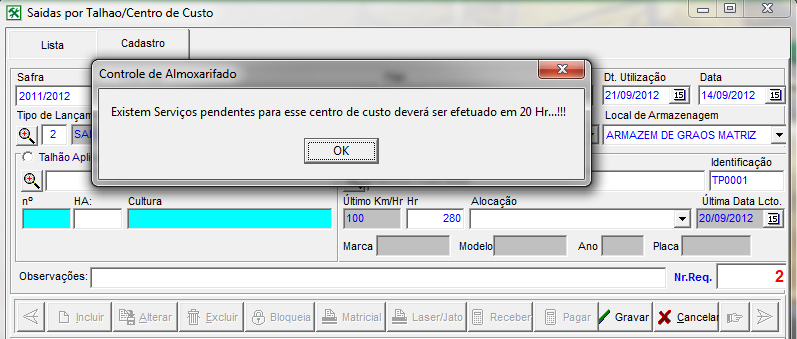 Saidas por Talhao/Centro de Custo
Lista
Cadastro
Controle de Almoxarifado
Existem Serviços pendentes para esse centro de custo deverá ser efetuado em 20 Hr...!!!
OK
Safra
Dt. Utilização
Data
2011/2012
21/09/2012
15
14/09/2012
15
Tipo de Lançam
Local de Armazenagem
2
ARMAZEM DE GRAOS MATRIZ
Talhão Apli
Identificação
TP0001
nº
HA:
Cultura
Último Km/Hr
Hr
Alocação
Última Data Lcto.
100
280
20/09/2012
15
Marca
Modelo
Ano
Placa
Observações:
Nr.Req.
2
Incluir
Alterar
Excluir
Bloqueia
Matricial
Laser/Jato
Receber
Pagar
Gravar
Cancelar